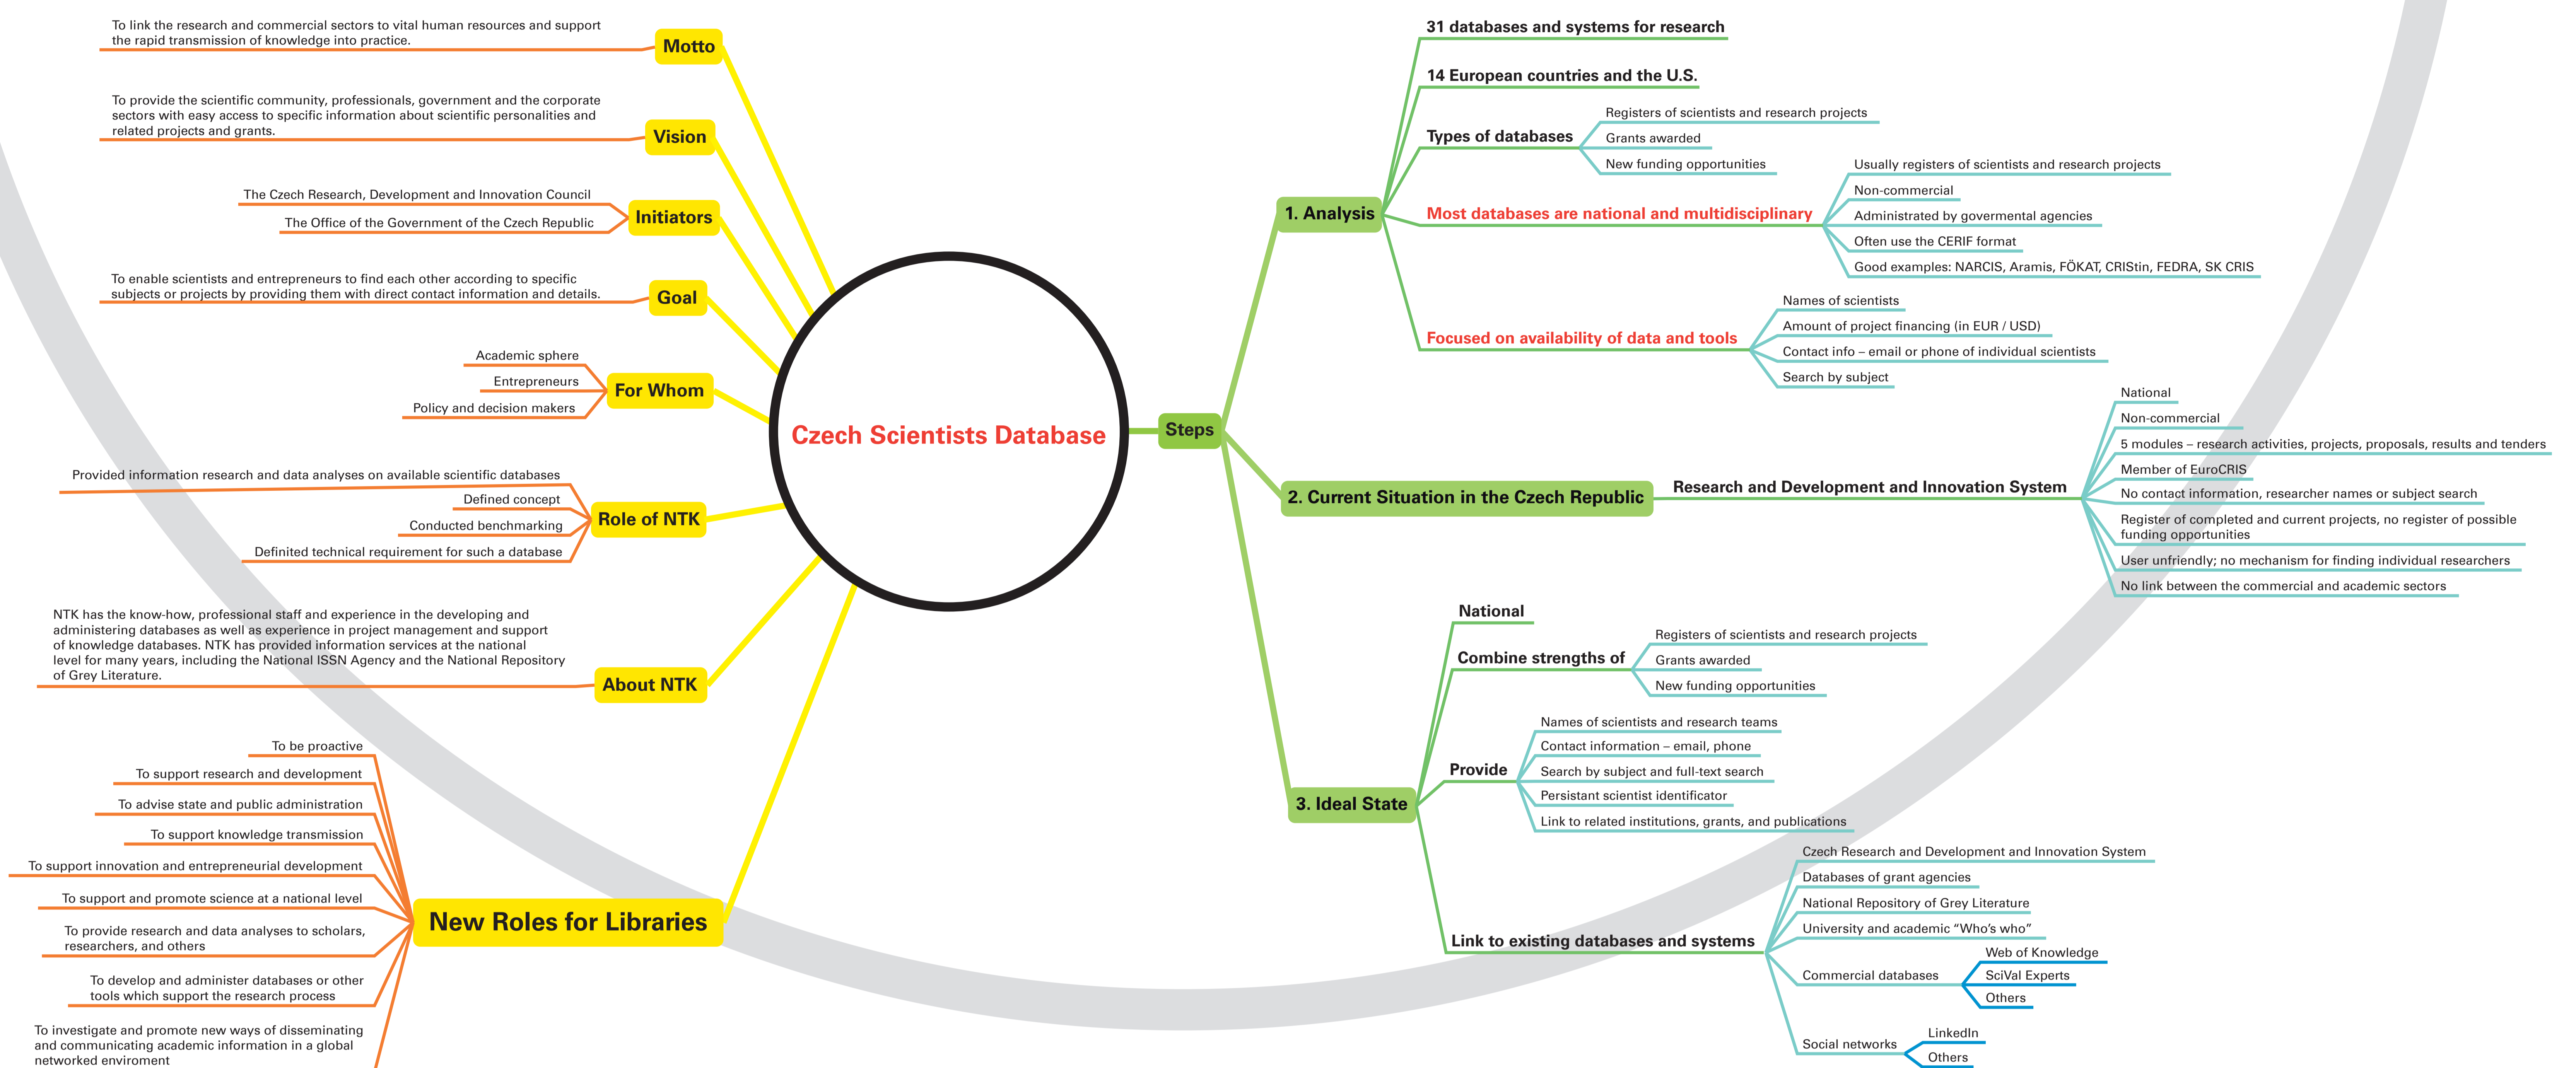 To link the research and commercial sectors to vital human resources and support
the rapid transmission of knowledge into practice.
Motto
To provide the scientific community, professionals, government and the corporate
sectors with easy access to specific information about scientific personalities and
related projects and grants.
Vision
The Czech Research, Development and Innovation Council
The Office of the Government of the Czech Republic
Initiators
To enable scientists and entrepreneurs to find each other according to specific
subjects or projects by providing them with direct contact information and details.
Goal
Academic sphere
Entrepreneurs
Policy and decision makers
For Whom
Provided information research and data analyses on available scientific databases
Defined concept
Conducted benchmarking
Definited technical requirement for such a database
Role of NTK
NTK has the know-how, professional staff and experience in the developing and
administering databases as well as experience in project management and support
of knowledge databases. NTK has provided information services at the national
level for many years, including the National ISSN Agency and the National Repository
of Grey Literature.
About NTK
To be proactive
To support research and development
To advise state and public administration
To support knowledge transmission
To support innovation and entrepreneurial development
To support and promote science at a national level
To provide research and data analyses to scholars,
researchers, and others
To develop and administer databases or other
tools which support the research process
To investigate and promote new ways of disseminating
and communicating academic information in a global
networked enviroment
New Roles for Libraries
Czech Scientists Database
Steps
1. Analysis
31 databases and systems for research
14 European countries and the U.S.
Types of databases
Registers of scientists and research projects
Grants awarded
New funding opportunities
Most databases are national and multidisciplinary
Usually registers of scientists and research projects
Non-commercial
Administrated by govermental agencies
Often use the CERIF format
Good examples: NARCIS, Aramis, FÖKAT, CRIStin, FEDRA, SK CRIS
Focused on availability of data and tools
Names of scientists
Amount of project financing (in EUR / USD)
Contact info – email or phone of individual scientists
Search by subject
2. Current Situation in the Czech Republic
Research and Development and Innovation System
National
Non-commercial
5 modules – research activities, projects, proposals, results and tenders
Member of EuroCRIS
No contact information, researcher names or subject search
Register of completed and current projects, no register of possible
funding opportunities
User unfriendly; no mechanism for finding individual researchers
No link between the commercial and academic sectors
3. Ideal State
National
Combine strengths of
Registers of scientists and research projects
Grants awarded
New funding opportunities
Provide
Names of scientists and research teams
Contact information – email, phone
Search by subject and full-text search
Persistant scientist identificator
Link to related institutions, grants, and publications
Link to existing databases and systems
Czech Research and Development and Innovation System
Databases of grant agencies
National Repository of Grey Literature
University and academic “Who’s who”
Commercial databases
Web of Knowledge
SciVal Experts
Others
Social networks
LinkedIn
Others